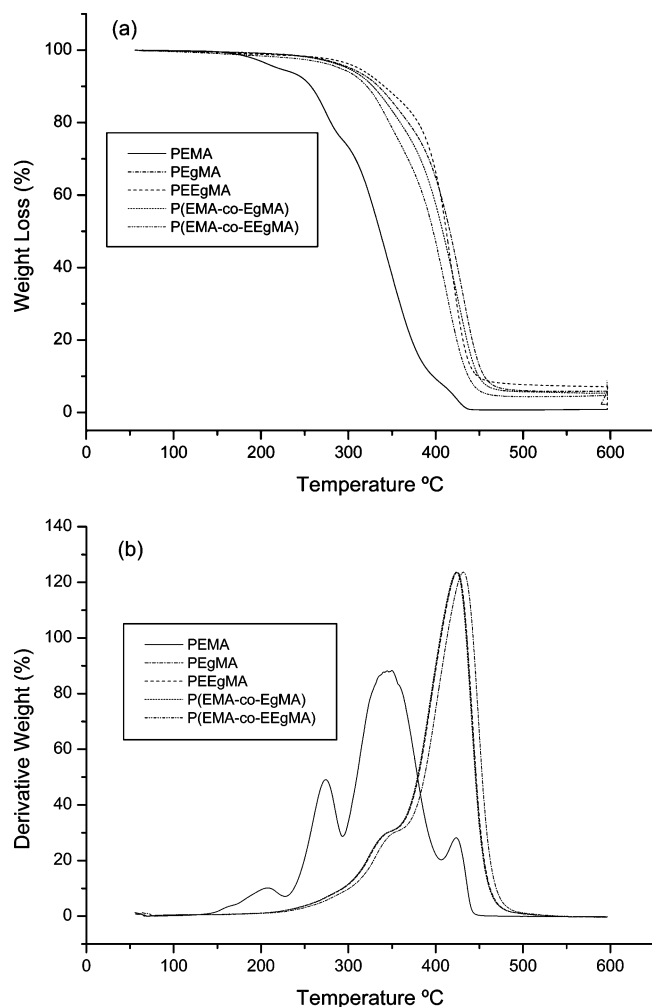 (a)
100
80
60
40
20
0
Weight Loss (%)
PEMA
PEgMA
PEEgMA
P(EMA-co-EgMA)
P(EMA-co-EEgMA)
0 100 200 300 400 500 600
Temperature ºC
(b)
140
120
100
80
60
40
20
0
Derivative Weight (%)
PEMA
PEgMA
PEEgMA
P(EMA-co-EgMA)
P(EMA-co-EEgMA)
0 100 200 300 400 500 600
Temperature ºC